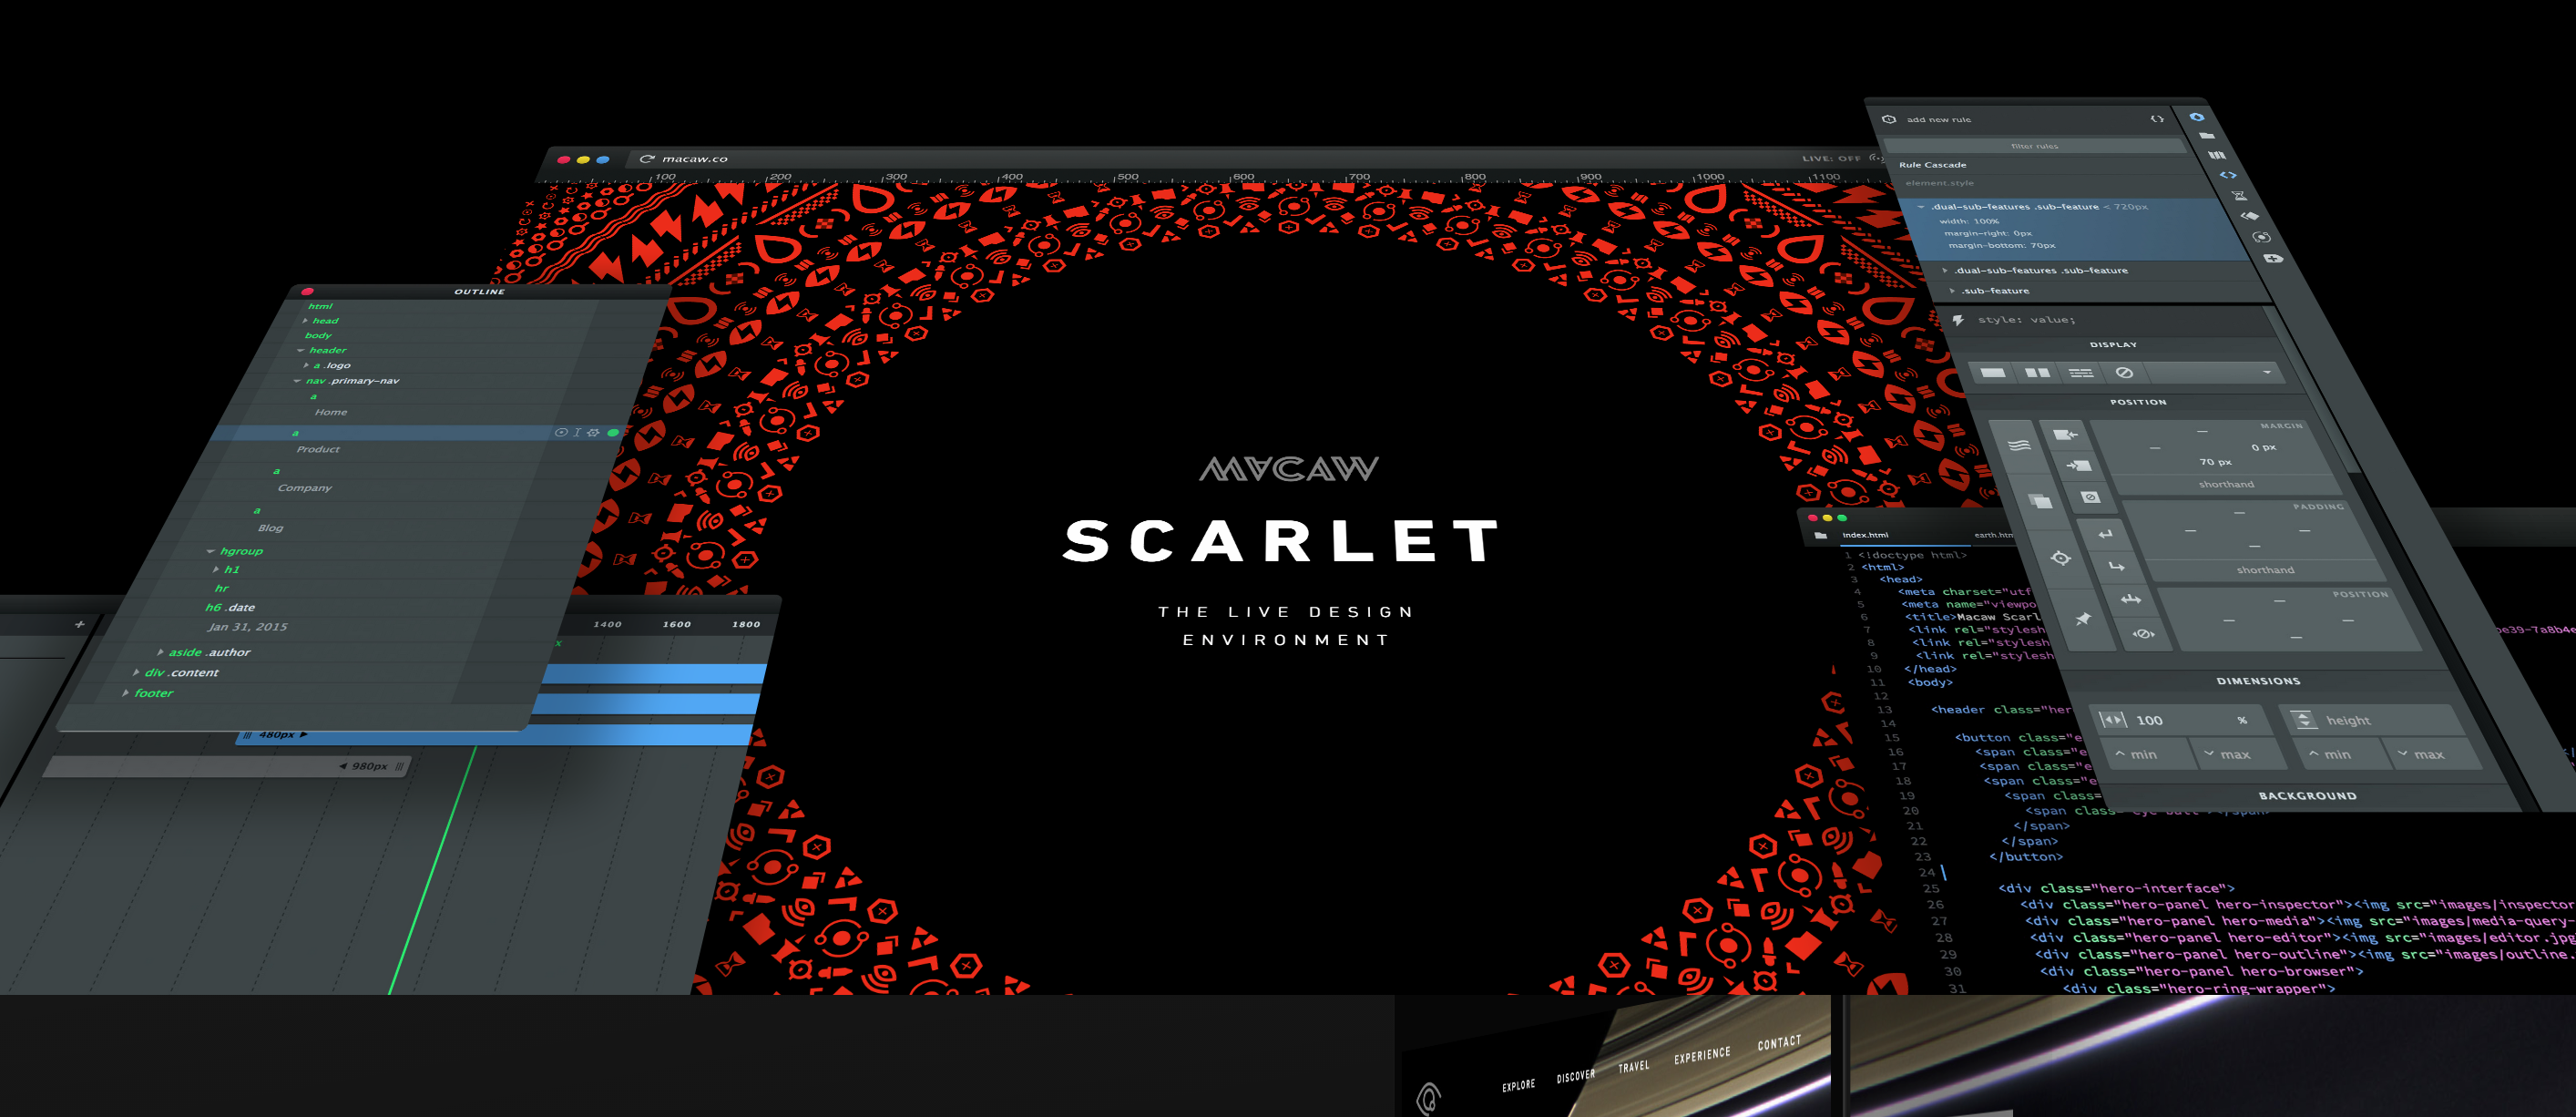 macaw.co
LIVE: OFF
100 200 300 400 500 600 700 800 900 1000 1100
MACAW
SCARLET
THE LIVE DESIGN
ENVIRONMENT
OUTLINE
html
head
body
header
a .logo
nav .primary-nav
a
Home
a
Product
a
Company
a
Blog
hgroup
h1
hr
h6 .date
Jan 31, 2015
aside .author
div .content
footer
1400 1600 1800
480px
980px
add new rule
filter rules
Rule Cascade
element.style
.dual-sub-features .sub-feature < 720px
width: 100%
margin-right: 0px
margin-bottom: 70px
.dual-sub-features .sub-feature
.sub-feature
style: value;
DISPLAY
POSITION
MARGIN
0 px
70 px
shorthand
PADDING
shorthand
POSITION
DIMENSIONS
100 % height
min max min max
BACKGROUND
index.html earth.htm
1 <!doctype html>
2 <html>
3 <head>
4 <meta charset="utf
5 <meta name="viewpo
6 <title>Macaw Scarl
7 <link rel="stylesh
8 <link rel="stylesh
9 <link rel="stylesh
10 </head>
11 <body>
12
13 <header class="her
14
15 <button class="e
16 <span class="e
17 <span class="e
18 <span class="e
19 <span class=
20 <span class=
21 </span>
22 </span>
23 </button>
24
25 <div class="hero-interface">
26 <div class="hero-panel hero-inspector"><img src="images/inspector
27 <div class="hero-panel hero-media"><img src="images/media-query-
28 <div class="hero-panel hero-editor"><img src="images/editor.jpg
29 <div class="hero-panel hero-outline"><img src="images/outline.
30 <div class="hero-panel hero-browser">
31 <div class="hero-ring-wrapper">
EXPLORE DISCOVER TRAVEL EXPERIENCE CONTACT